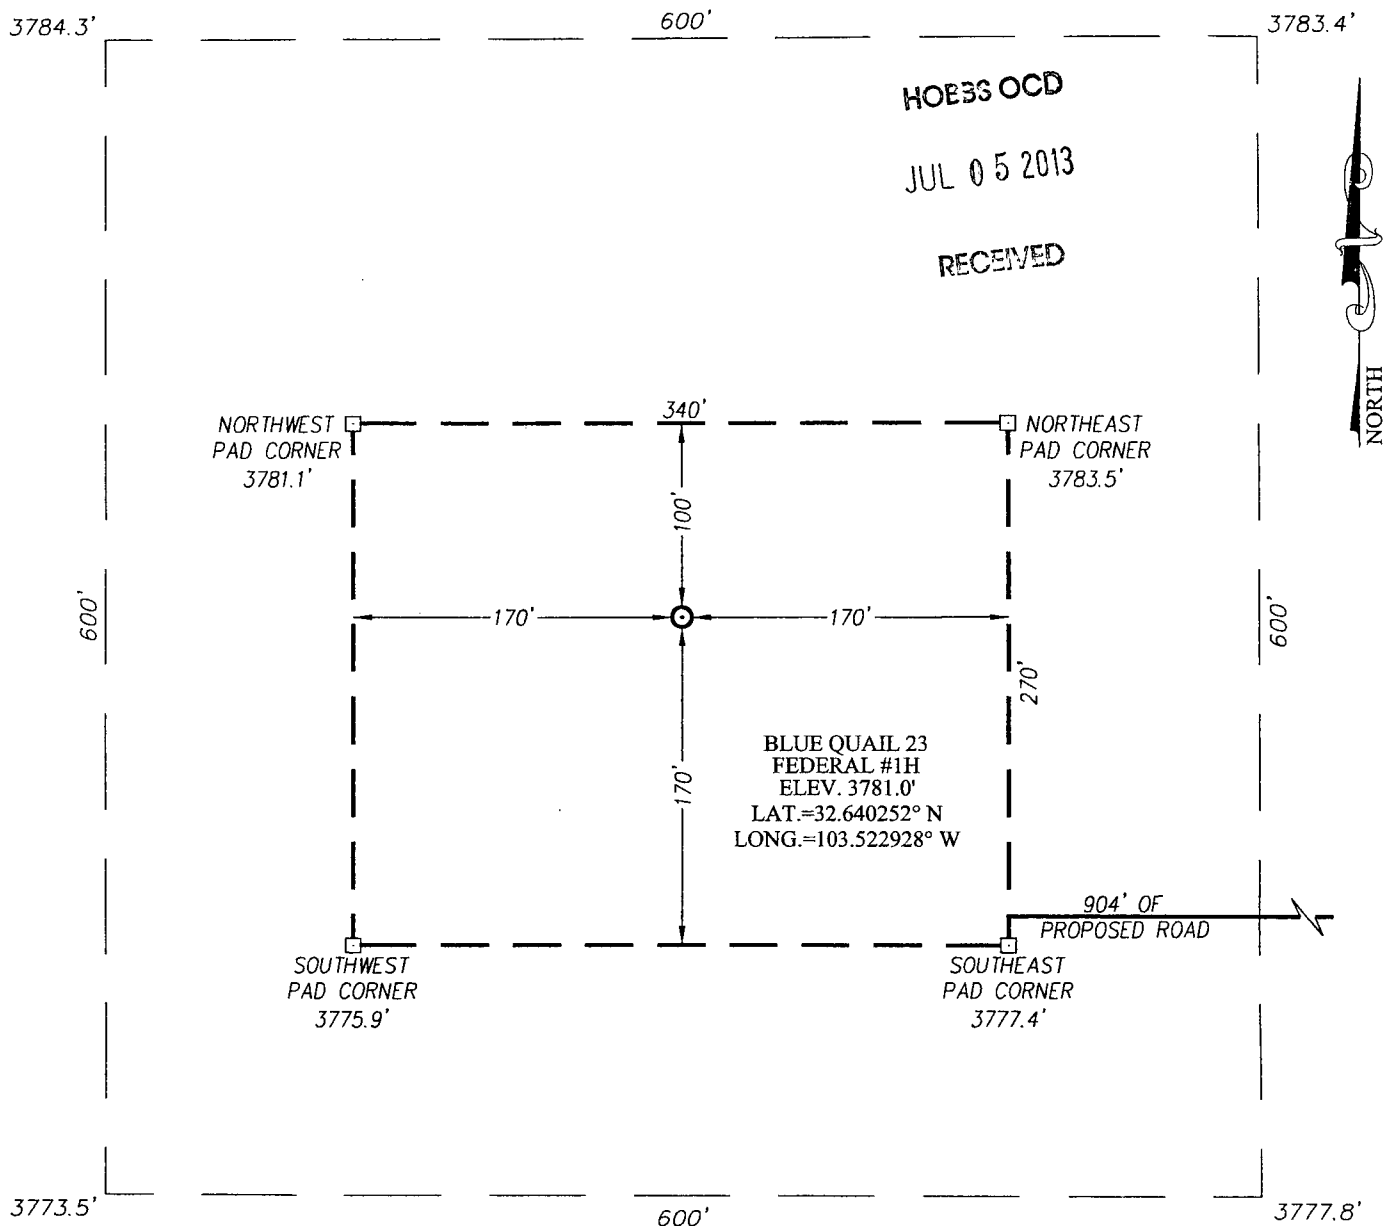 3784.3'
600'
3783.4'
HOBBS OCD
JUL 05 2013
RECEIVED
NORTH
NORTHWEST
PAD CORNER
3781.1'
340'
NORTHEAST
PAD CORNER
3783.5'
100'
600'
170'
170'
600'
270'
170'
BLUE QUAIL 23
FEDERAL #1H
ELEV. 3781.0'
LAT.=32.640252° N
LONG.=103.522928° W
904' OF
PROPOSED ROAD
SOUTHWEST
PAD CORNER
3775.9'
SOUTHEAST
PAD CORNER
3777.4'
3773.5'
600'
3777.8'